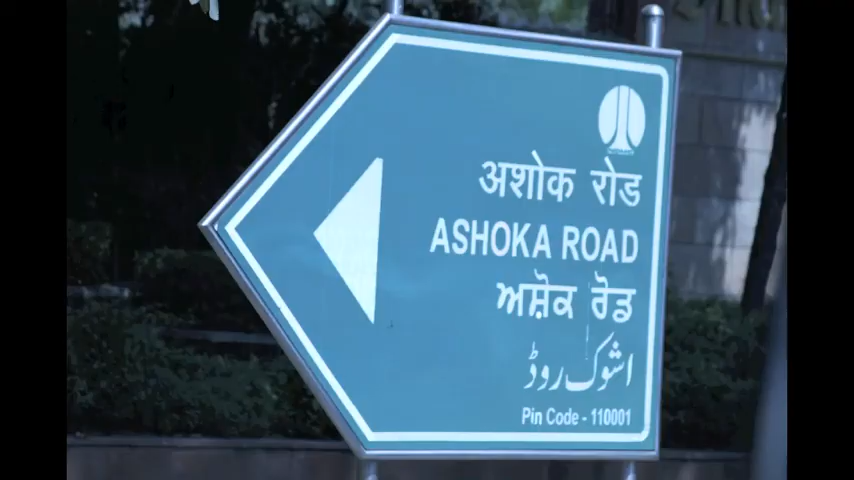 अशोक रोड
ASHOKA ROAD
ਅਸ਼ੋਕ ਰੋਡ
اشوک روڈ
Pin Code - 110001